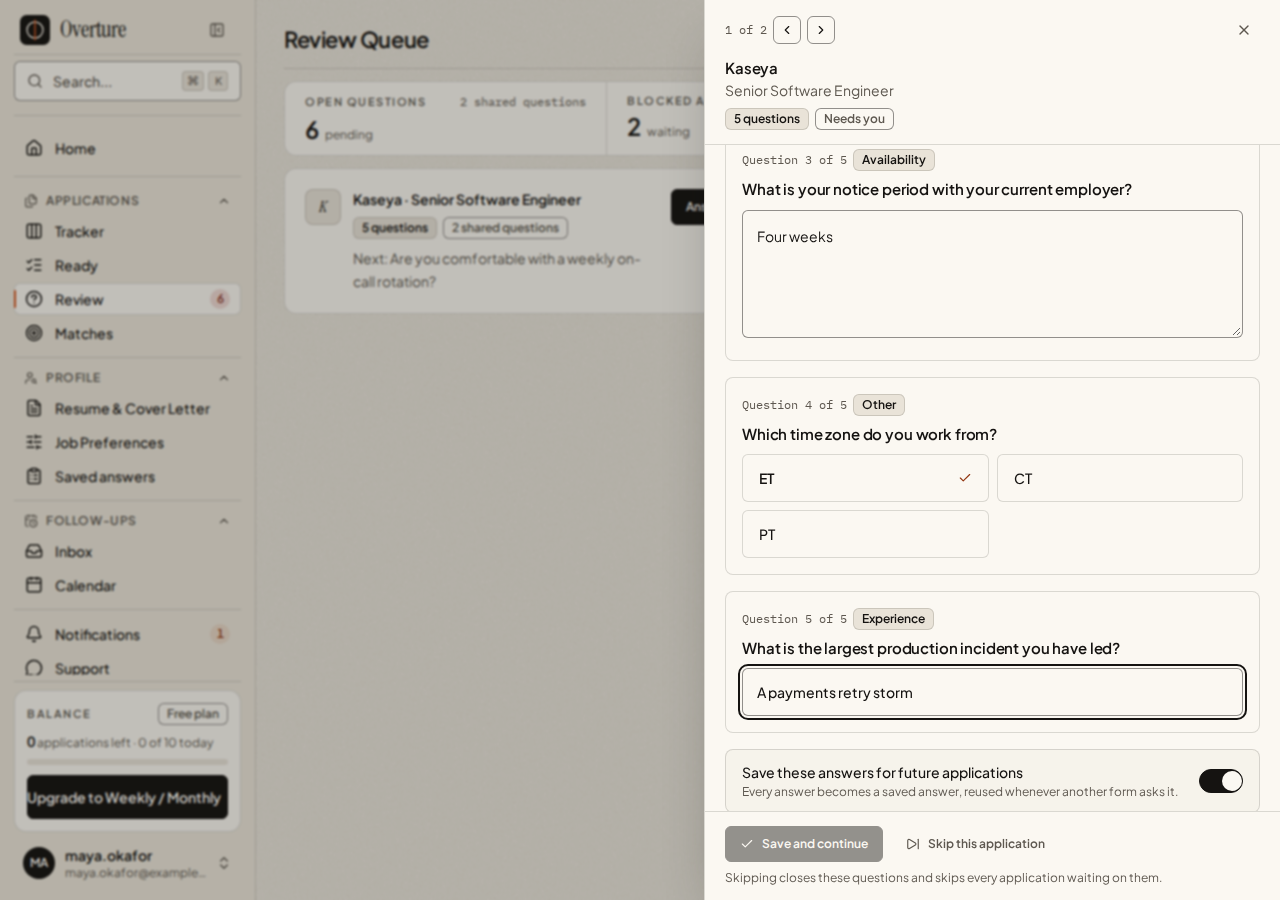 Overture
Search...
⌘ K
Home
APPLICATIONS
Tracker
Ready
Review 6
Matches
PROFILE
Resume & Cover Letter
Job Preferences
Saved answers
FOLLOW-UPS
Inbox
Calendar
Notifications 1
Support
BALANCE Free plan
0 applications left · 0 of 10 today
Upgrade to Weekly / Monthly
MA maya.okafor
maya.okafor@example...
Review Queue
OPEN QUESTIONS 2 shared questions
6 pending
BLOCKED A
2 waiting
K
Kaseya · Senior Software Engineer
5 questions 2 shared questions
Next: Are you comfortable with a weekly on-
call rotation?
An
1 of 2
Kaseya
Senior Software Engineer
5 questions Needs you
Question 3 of 5 Availability
What is your notice period with your current employer?
Four weeks
Question 4 of 5 Other
Which time zone do you work from?
ET CT
PT
Question 5 of 5 Experience
What is the largest production incident you have led?
A payments retry storm
Save these answers for future applications
Every answer becomes a saved answer, reused whenever another form asks it.
Save and continue Skip this application
Skipping closes these questions and skips every application waiting on them.